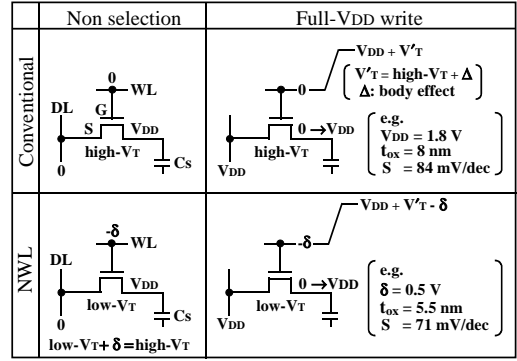 Non selection
Full-VDD write
Conventional
0
WL
DL
G
S
VDD
high-VT
Cs
0
VDD + V'T
0
V'T = high-VT + Δ
Δ: body effect
0 → VDD
high-VT
VDD
e.g.
VDD = 1.8 V
tox = 8 nm
S = 84 mV/dec
NWL
-δ
WL
DL
VDD
low-VT
Cs
0
low-VT + δ = high-VT
VDD + V'T - δ
-δ
0 → VDD
low-VT
VDD
e.g.
δ = 0.5 V
tox = 5.5 nm
S = 71 mV/dec